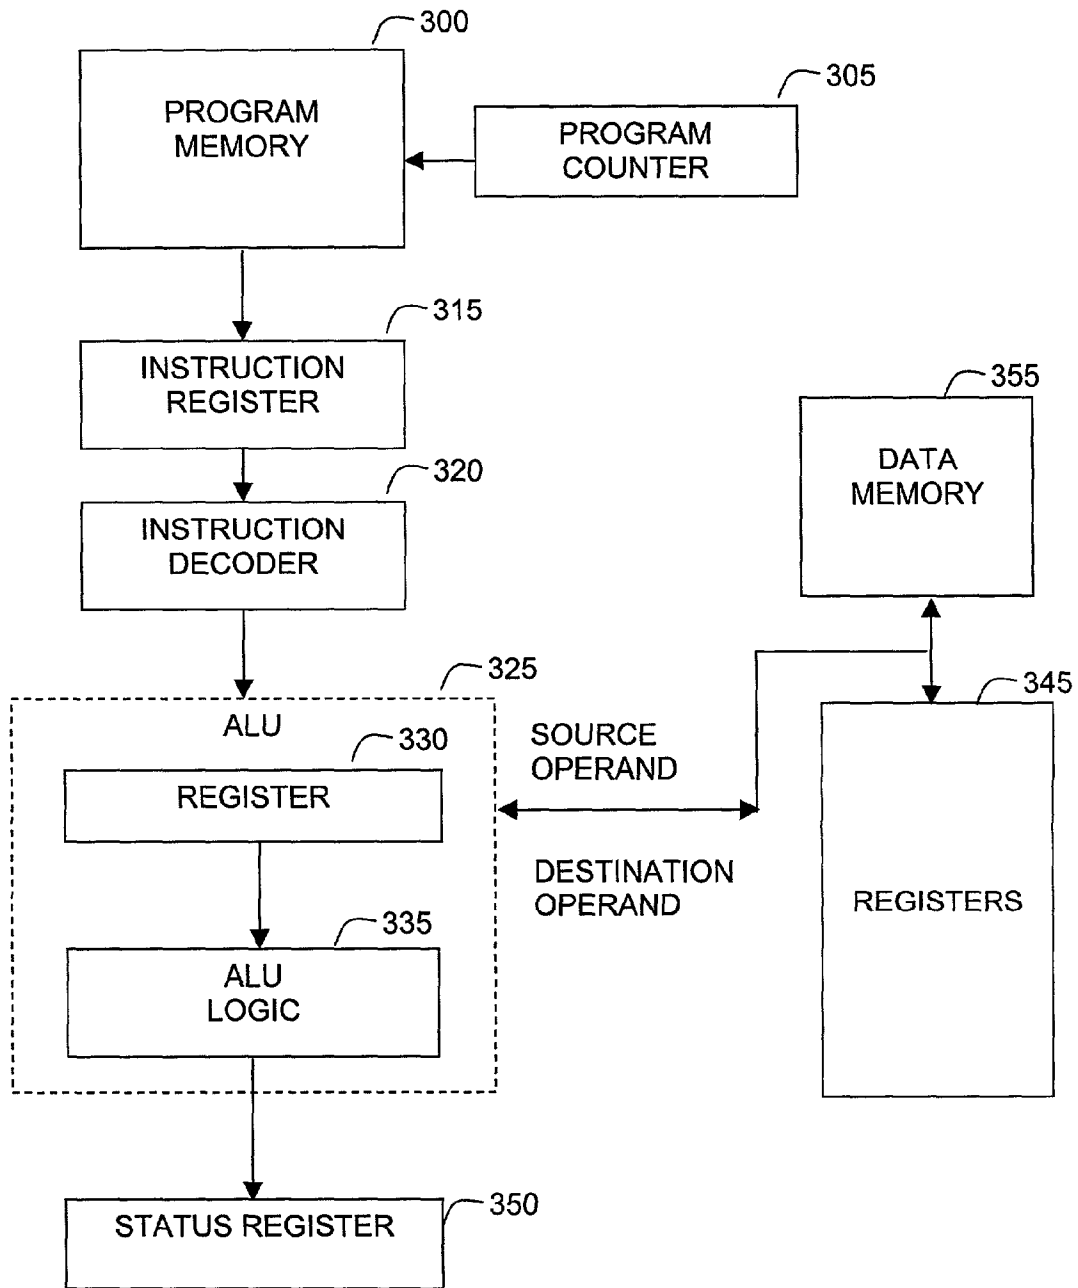 300
PROGRAM
MEMORY
305
PROGRAM
COUNTER
315
INSTRUCTION
REGISTER
320
INSTRUCTION
DECODER
355
DATA
MEMORY
325
ALU
330
REGISTER
335
ALU
LOGIC
SOURCE
OPERAND
DESTINATION
OPERAND
345
REGISTERS
350
STATUS REGISTER